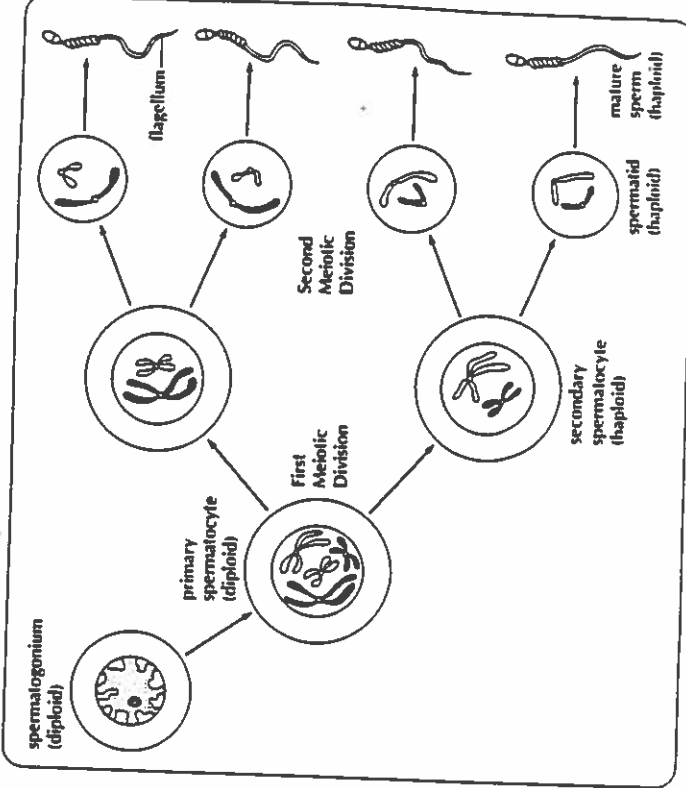 spermatogonium
(diploid)
primary
spermatocyte
(diploid)
First
Meiotic
Division
secondary
spermatocyte
(haploid)
Second
Meiotic
Division
spermatid
(haploid)
flagellum
mature
sperm
(haploid)